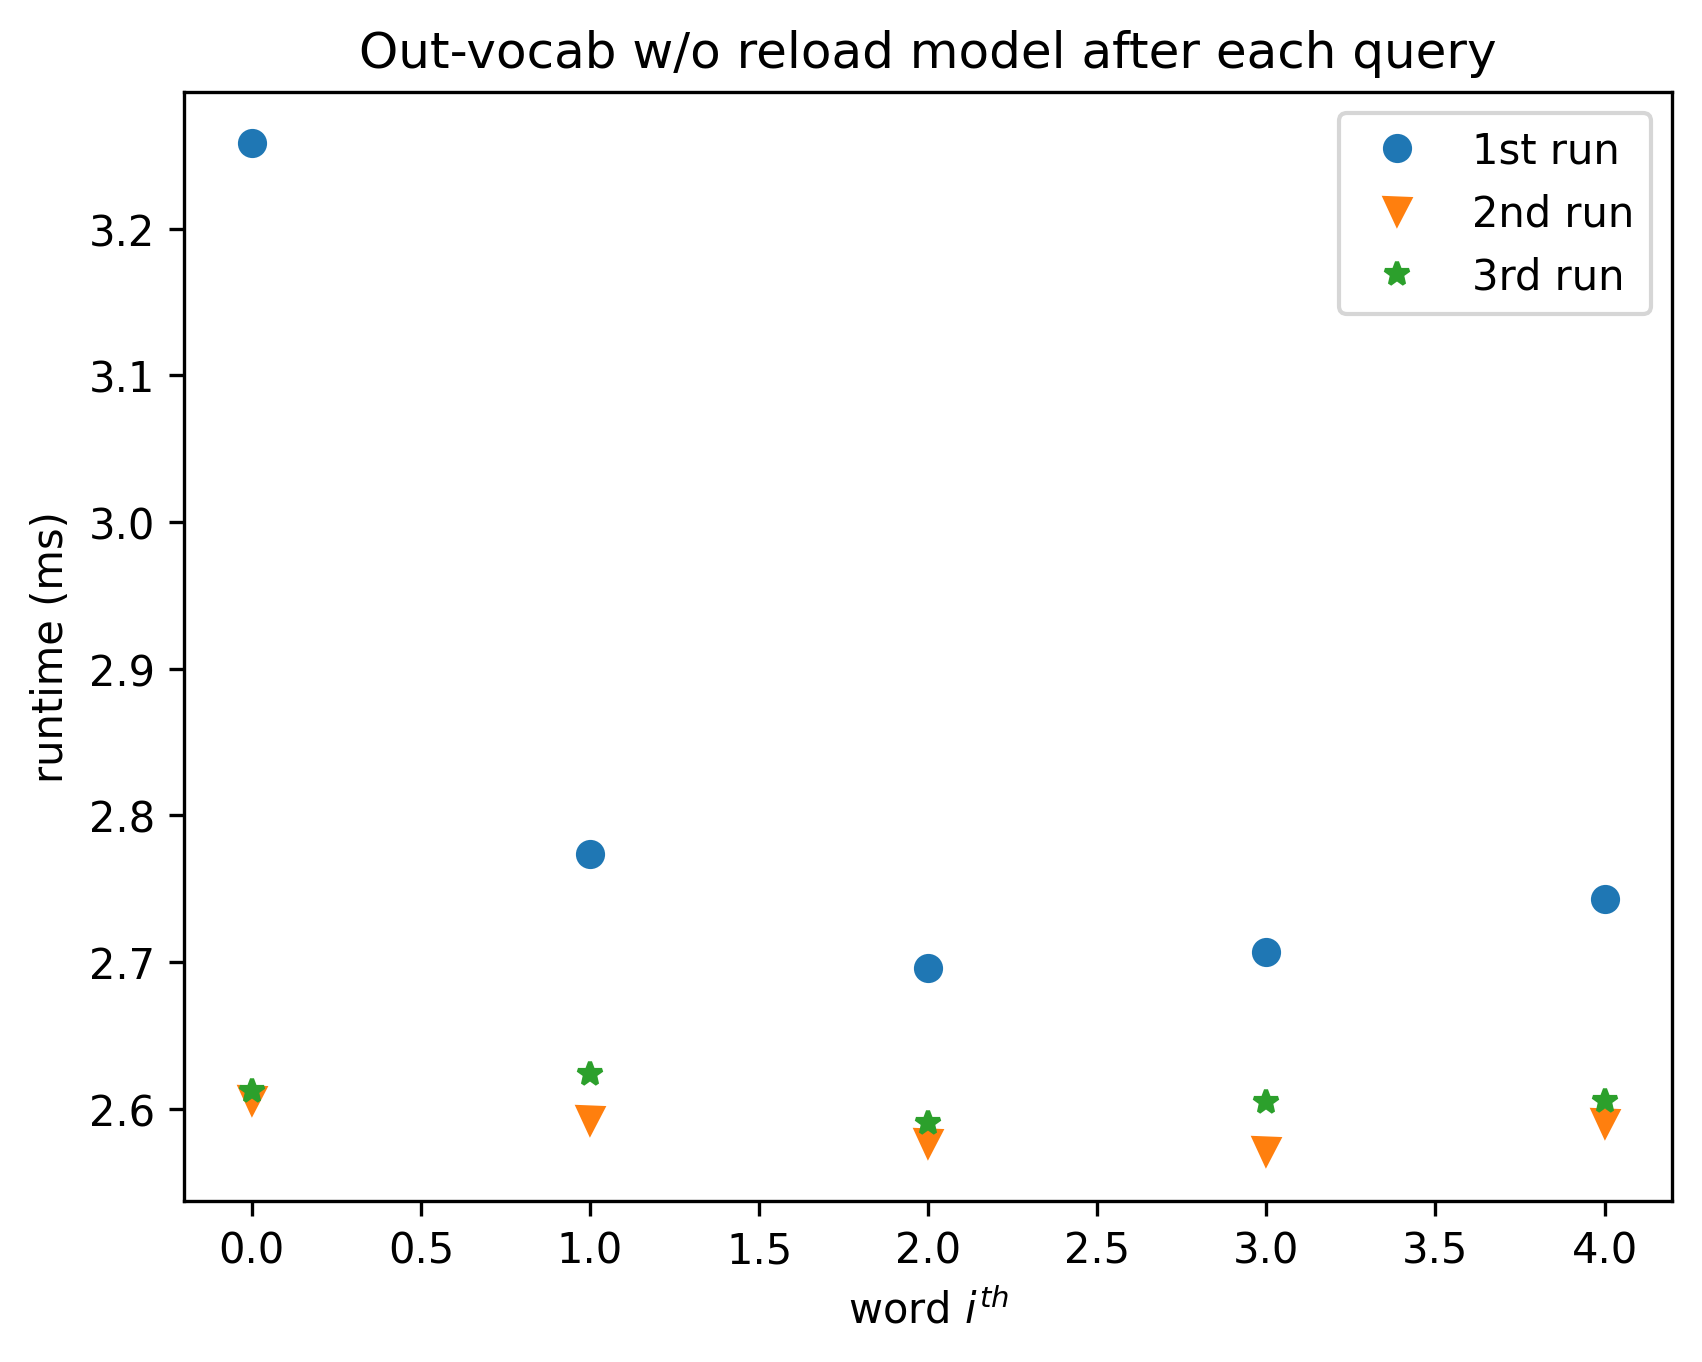 Out-vocab w/o reload model after each query
1st run
2nd run
3rd run
3.2
3.1
3.0
2.9
2.8
2.7
2.6
runtime (ms)
0.0 0.5 1.0 1.5 2.0 2.5 3.0 3.5 4.0
word i^th